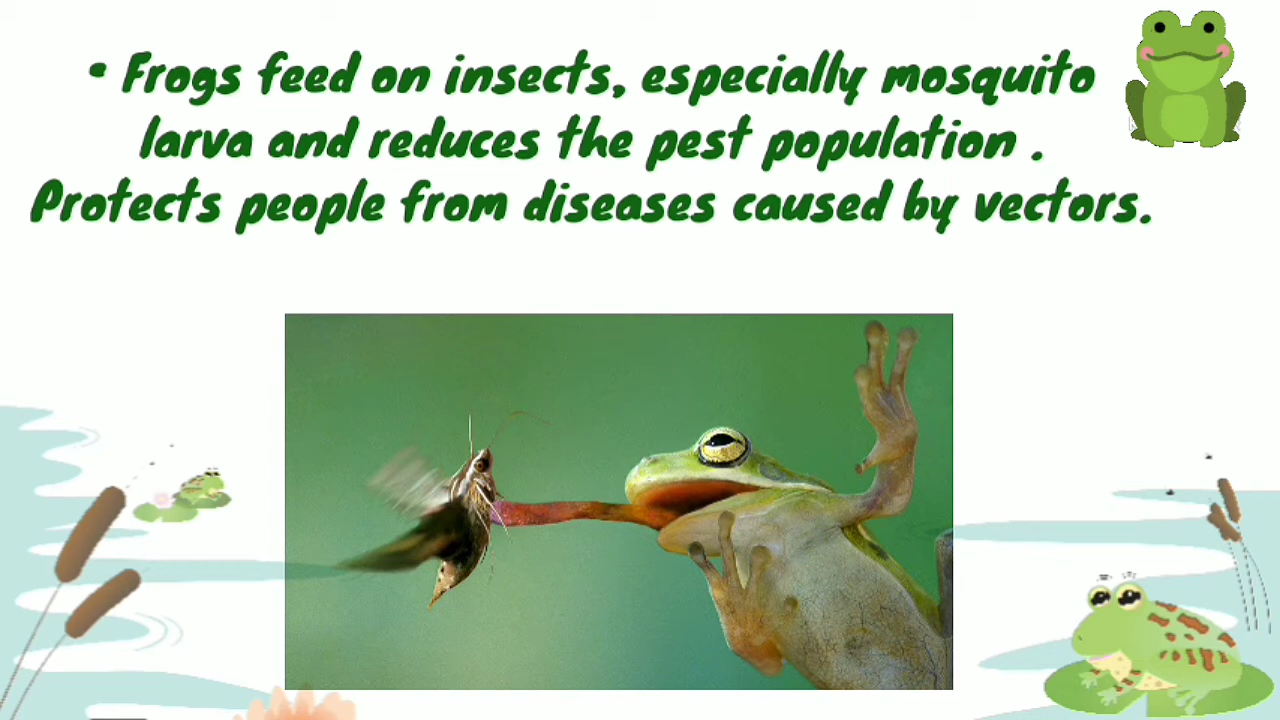 • Frogs feed on insects, especially mosquito
larva and reduces the pest population .
Protects people from diseases caused by vectors.